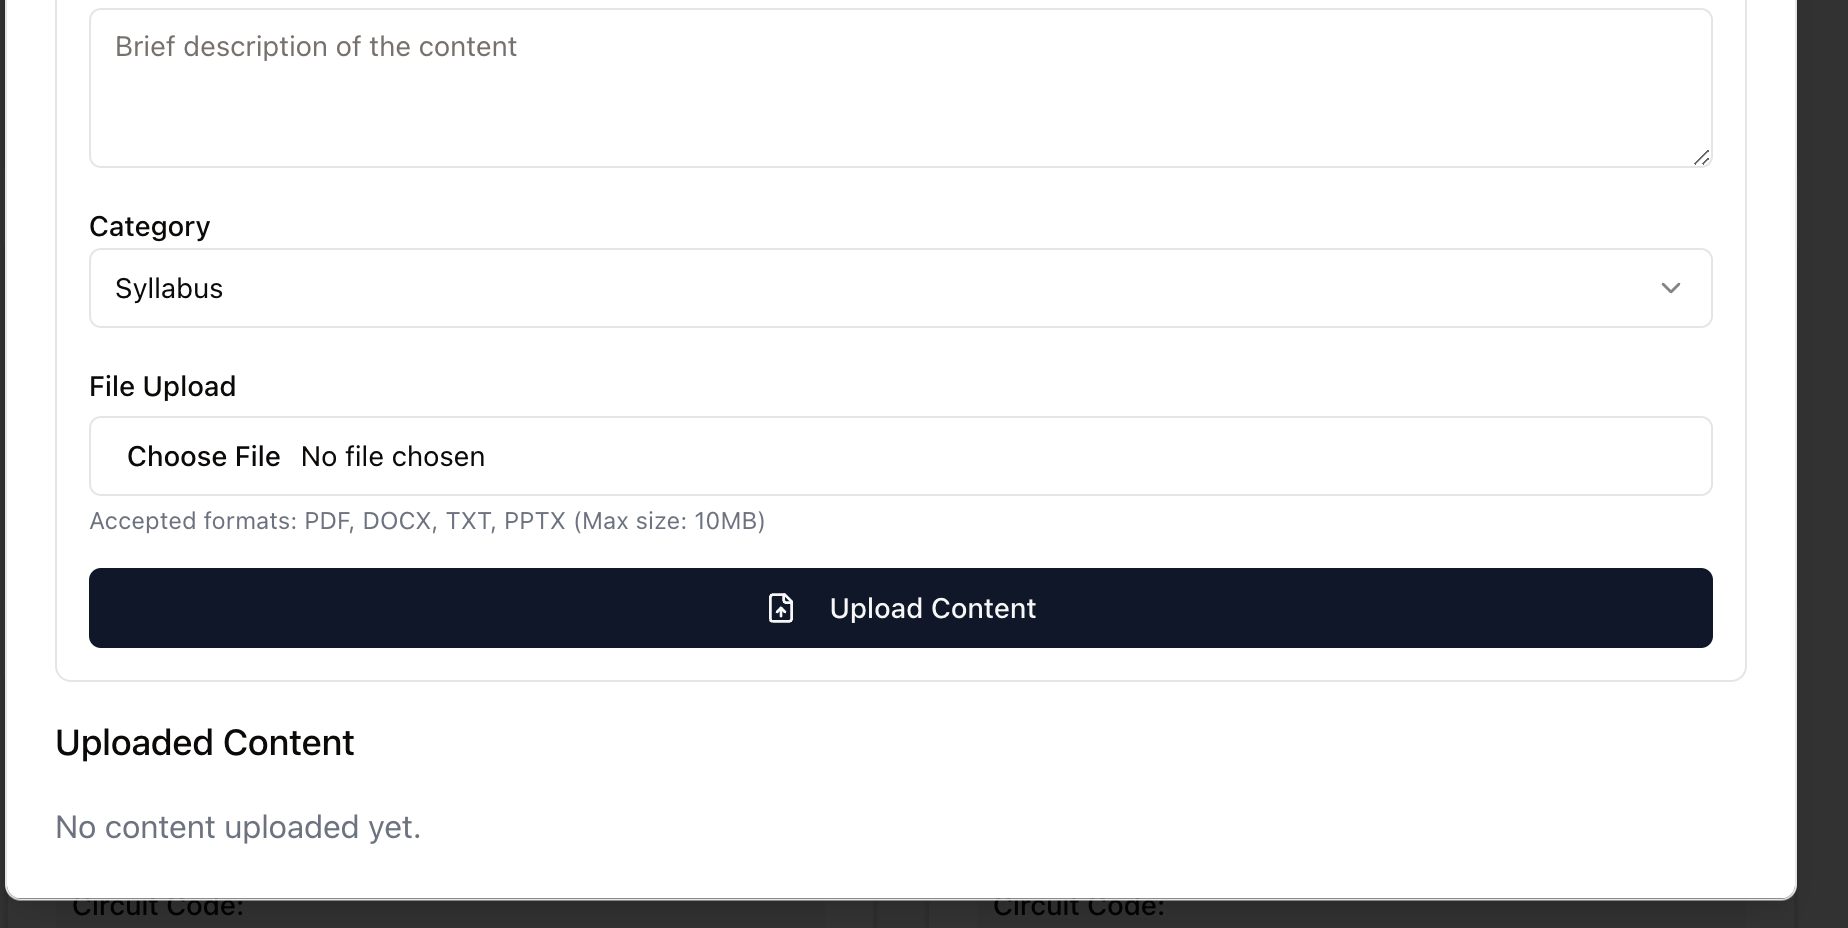 Brief description of the content
Category
Syllabus
File Upload
Choose File No file chosen
Accepted formats: PDF, DOCX, TXT, PPTX (Max size: 10MB)
Upload Content
Uploaded Content
No content uploaded yet.
Circuit Code: Circuit Code: